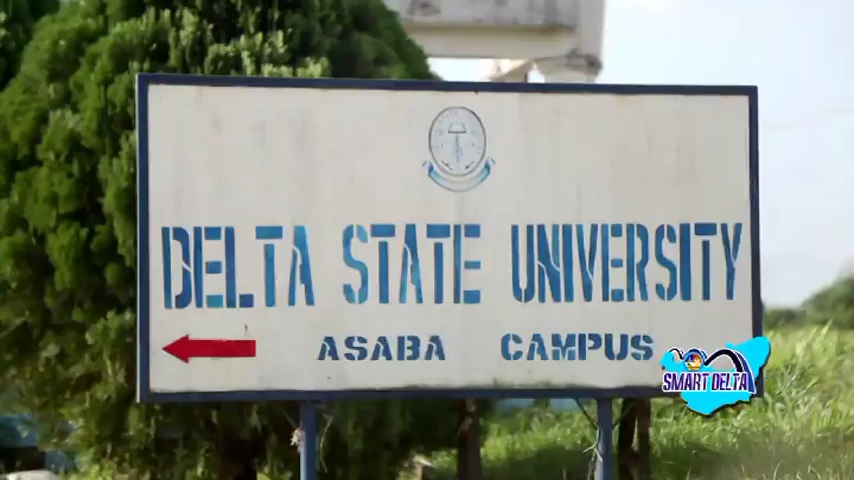 DELTA STATE UNIVERSITY
ASABA CAMPUS
SMART DELTA